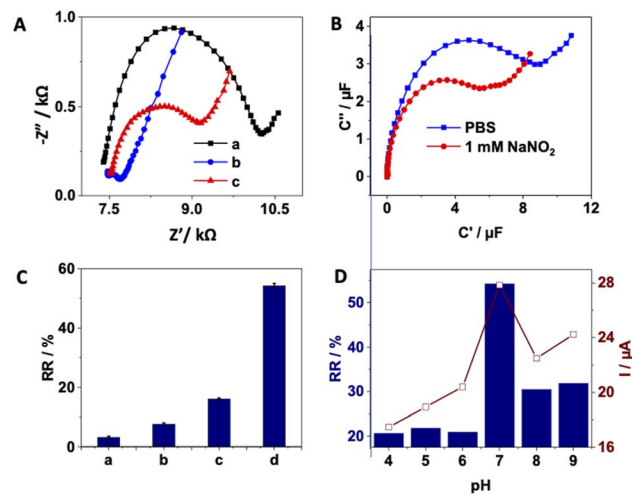 A
-Z″ / kΩ
1.0
0.5
0.0
7.5 9.0 10.5
Z′/ kΩ
a
b
c
B
C″ / μF
4
3
2
1
0
0 4 8 12
C′ / μF
PBS
1 mM NaNO₂
C
RR / %
60
40
20
0
a b c d
D
RR / %
50
40
30
20
4 5 6 7 8 9
pH
28
24
20
16
I / μA